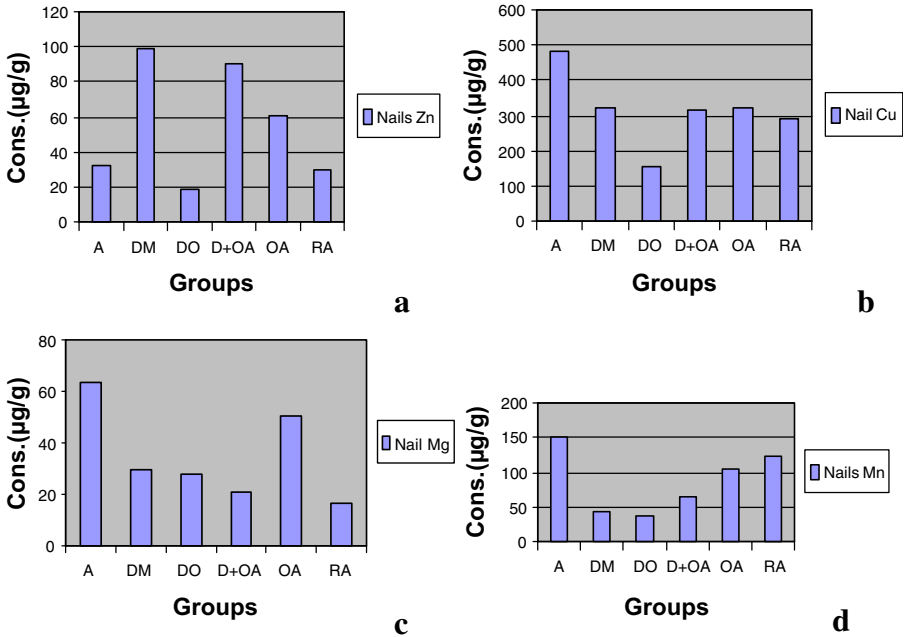 120
100
80
60
40
20
0
Cons.(µg/g)
A DM DO D+OA OA RA
Groups
Nails Zn
a
600
500
400
300
200
100
0
Cons.(µg/g)
A DM DO D+OA OA RA
Groups
Nail Cu
b
80
60
40
20
0
Cons.(µg/g)
A DM DO D+OA OA RA
Groups
Nail Mg
c
200
150
100
50
0
Cons.(µg/g)
A DM DO D+OA OA RA
Groups
Nails Mn
d